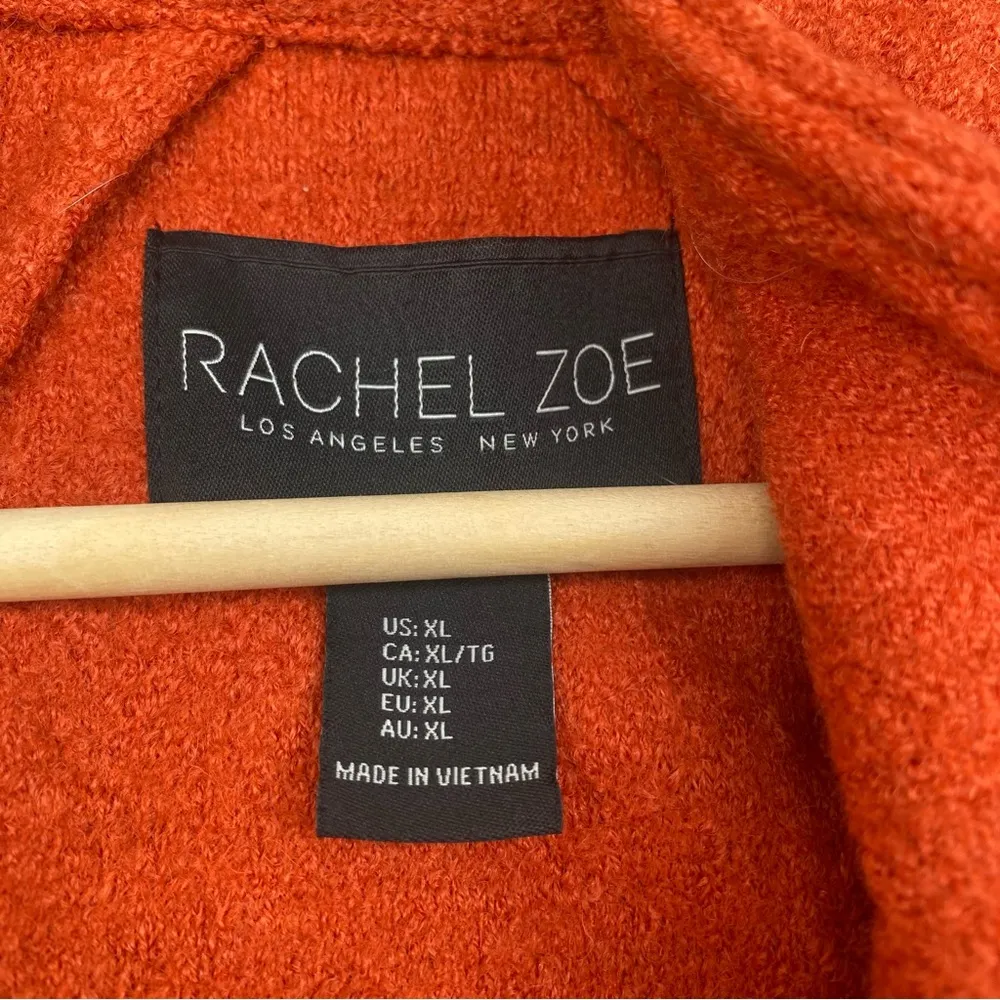 RACHEL ZOE
LOS ANGELES NEW YORK
US: XL
CA: XL/TG
UK: XL
EU: XL
AU: XL
MADE IN VIETNAM